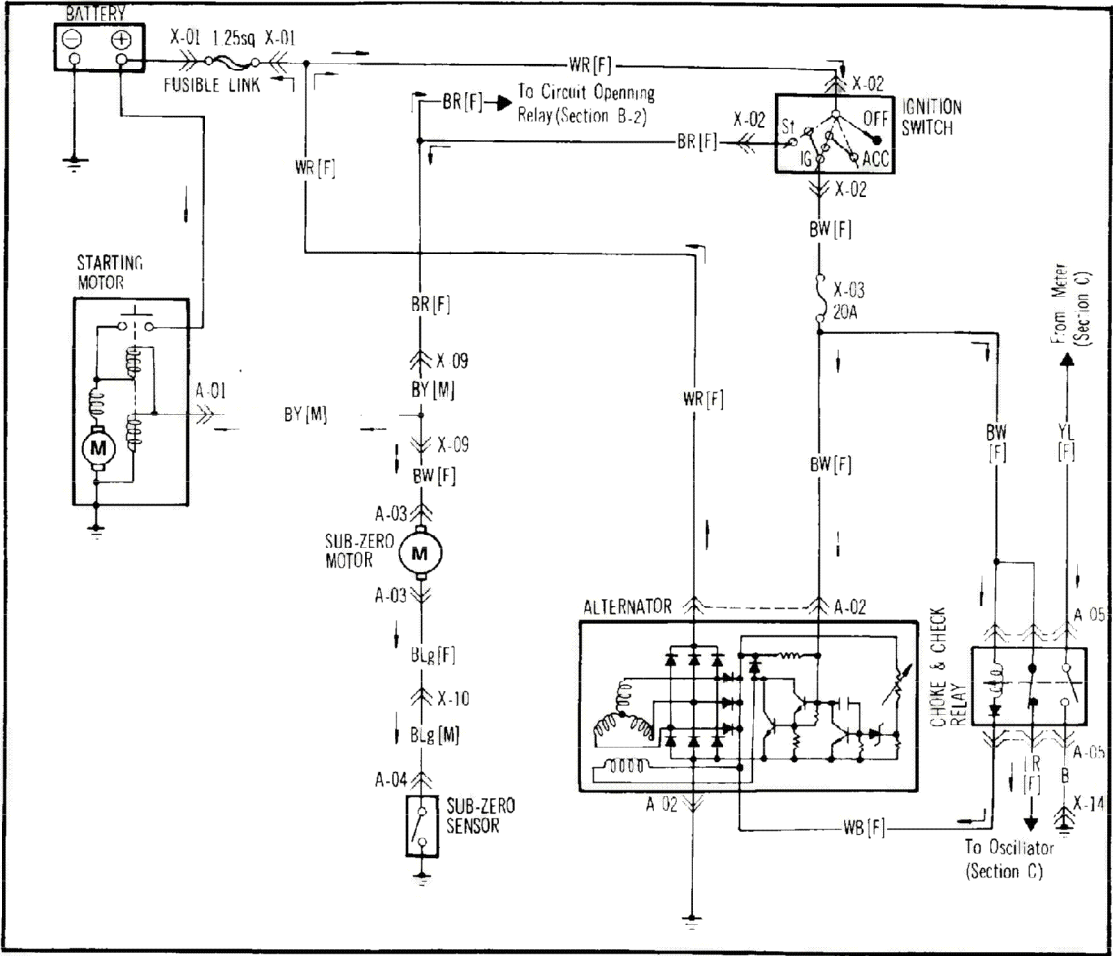 BATTERY
X-01 1.25sq X-01
FUSIBLE LINK
WR[F]
X-02
To Circuit Openning
Relay(Section B-2)
BR[F]
OFF
IGNITION
SWITCH
X-02
St
BR[F]
IG
ACC
X-02
WR[F]
BW[F]
STARTING
MOTOR
X-03
20A
From Meter
(Section C)
BR[F]
X-09
A-01
BY[M]
WR[F]
BY[M]
X-09
BW
[F]
YL
[F]
BW[F]
BW[F]
M
A-03
SUB-ZERO
MOTOR
M
A-03
ALTERNATOR
A-02
A-05
BLg[F]
CHOKE & CHECK
RELAY
X-10
BLg[M]
A-05
[F]
B
A-04
A-02
X-14
SUB-ZERO
SENSOR
WB[F]
To Oscillator
(Section C)